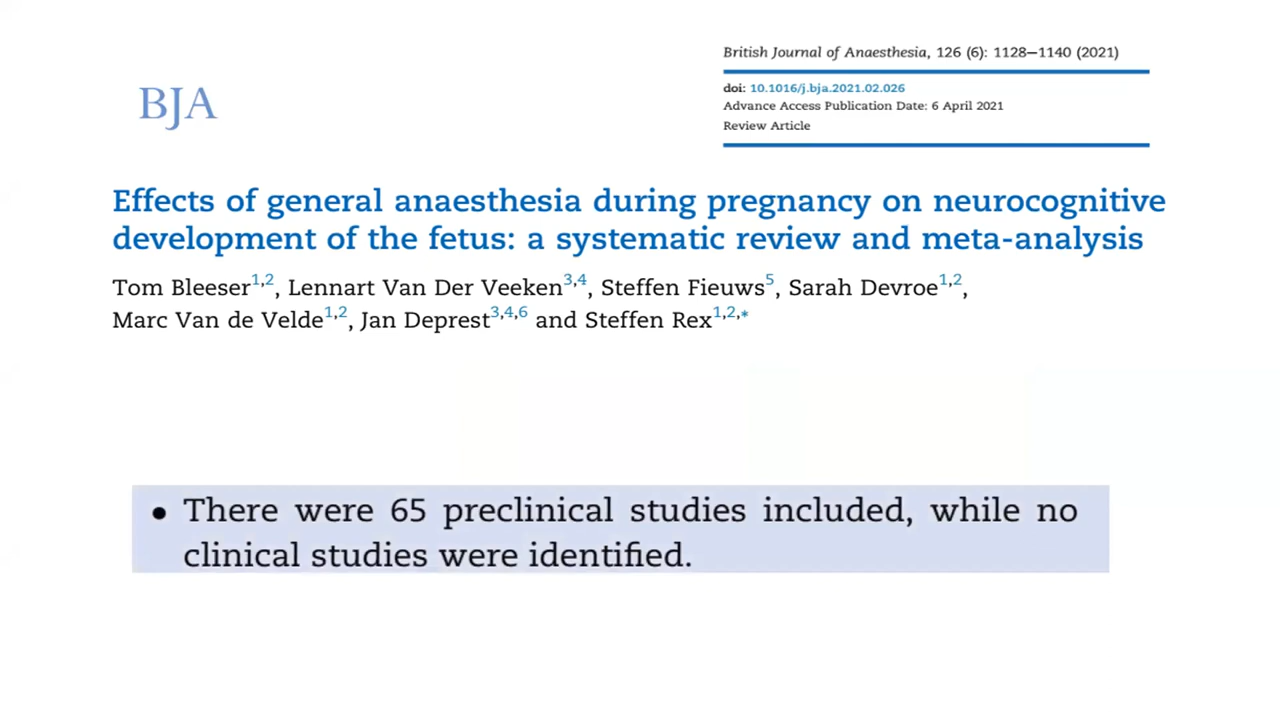 British Journal of Anaesthesia, 126 (6): 1128–1140 (2021)
BJA
doi: 10.1016/j.bja.2021.02.026
Advance Access Publication Date: 6 April 2021
Review Article
Effects of general anaesthesia during pregnancy on neurocognitive
development of the fetus: a systematic review and meta-analysis
Tom Bleeser1,2, Lennart Van Der Veeken3,4, Steffen Fieuws5, Sarah Devroe1,2,
Marc Van de Velde1,2, Jan Deprest3,4,6 and Steffen Rex1,2,*
• There were 65 preclinical studies included, while no
clinical studies were identified.